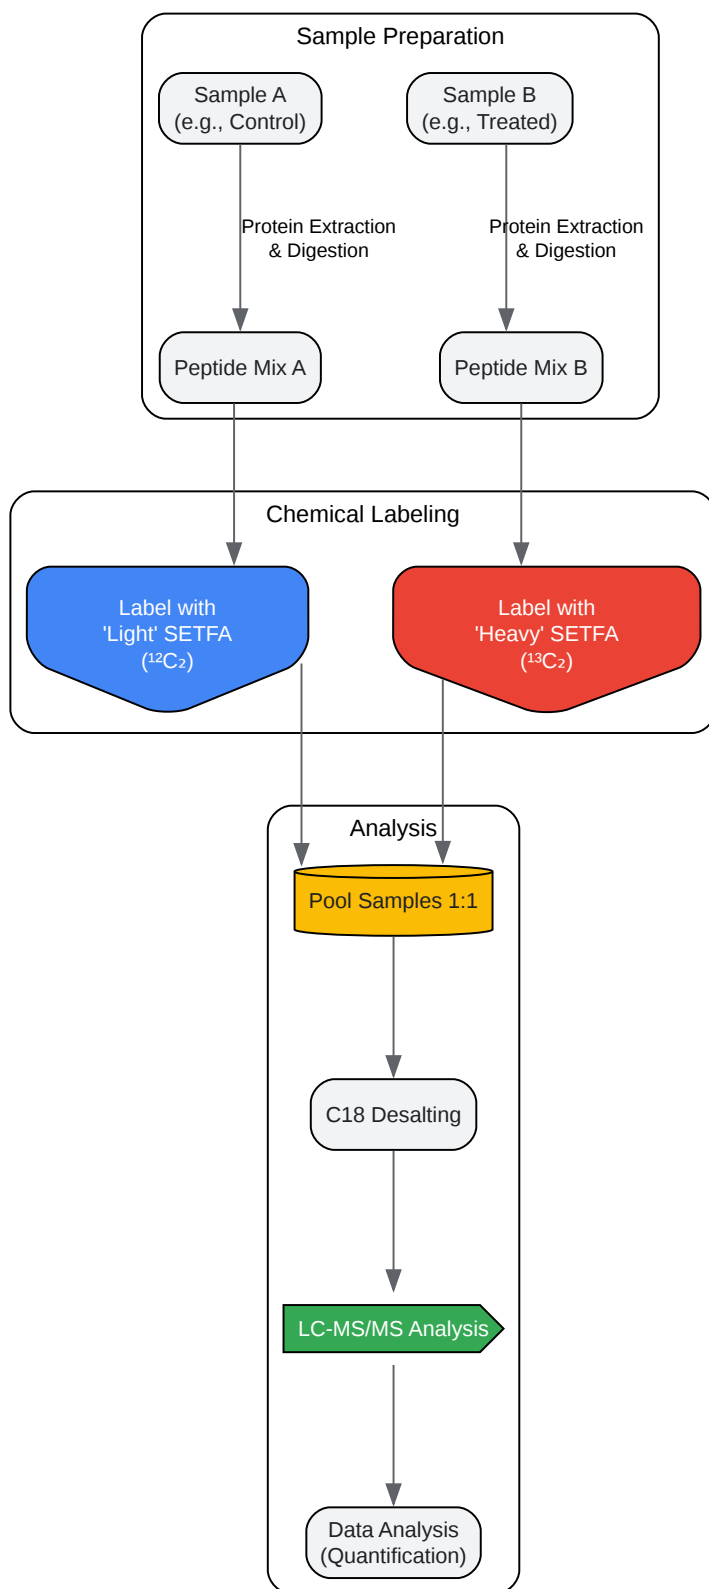 Sample Preparation
Sample A
(e.g., Control)
Sample B
(e.g., Treated)
Protein Extraction
& Digestion
Protein Extraction
& Digestion
Peptide Mix A
Peptide Mix B
Chemical Labeling
Label with
'Light' SETFA
(¹²C₂)
Label with
'Heavy' SETFA
(¹³C₂)
Analysis
Pool Samples 1:1
C18 Desalting
LC-MS/MS Analysis
Data Analysis
(Quantification)